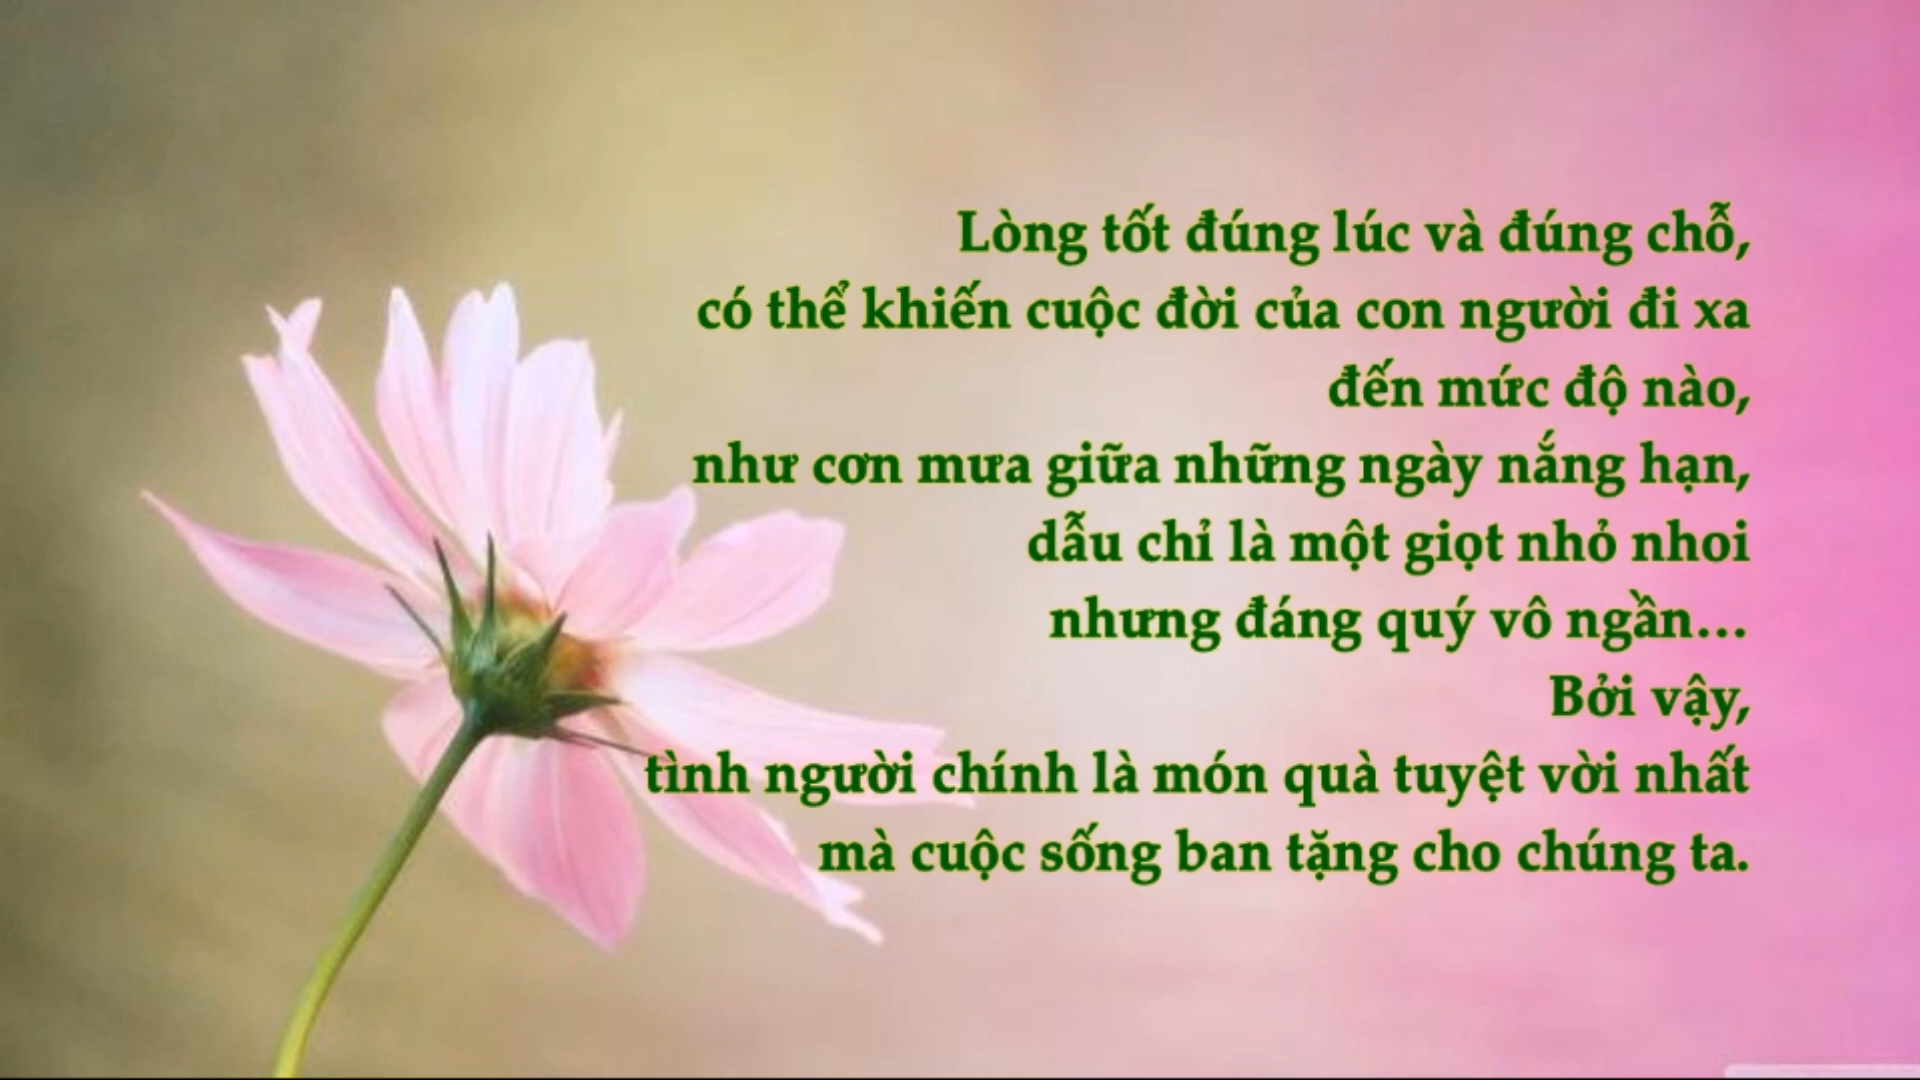 Lòng tốt đúng lúc và đúng chỗ,
có thể khiến cuộc đời của con người đi xa
đến mức độ nào,
như cơn mưa giữa những ngày nắng hạn,
dẫu chỉ là một giọt nhỏ nhoi
nhưng đáng quý vô ngần...
Bởi vậy,
tình người chính là món quà tuyệt vời nhất
mà cuộc sống ban tặng cho chúng ta.